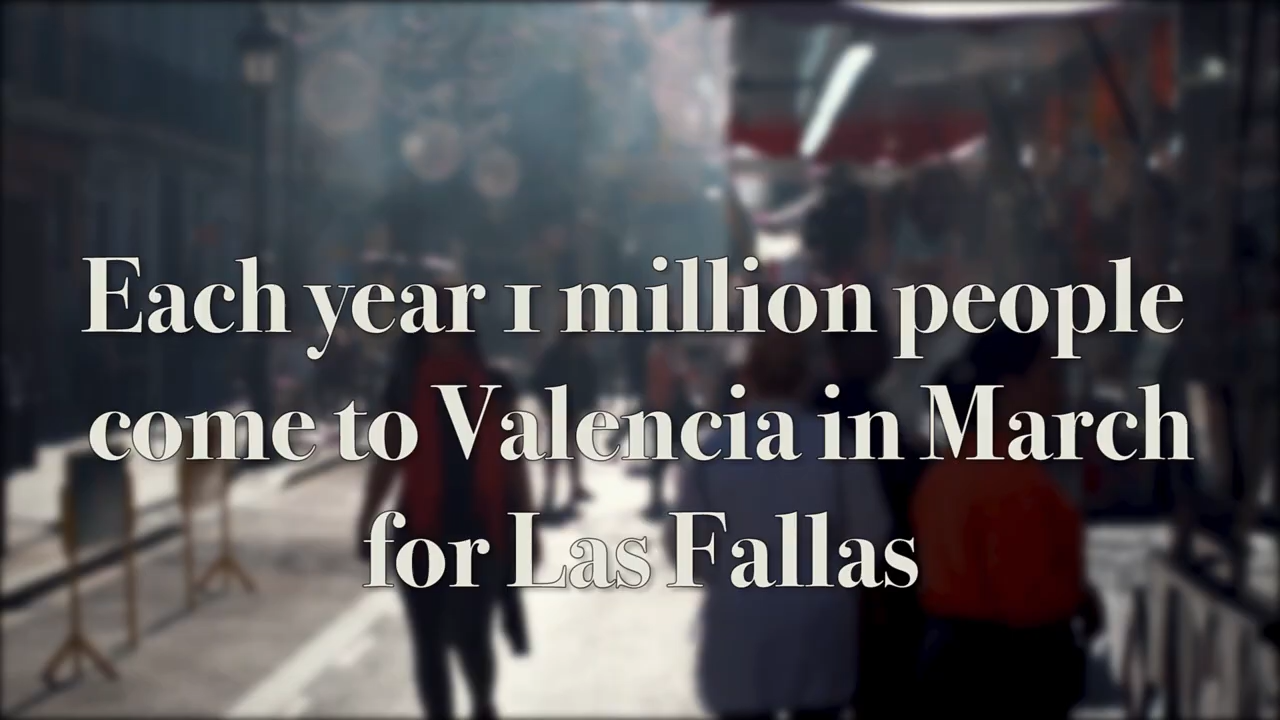 Each year 1 million people
come to Valencia in March
for Las Fallas